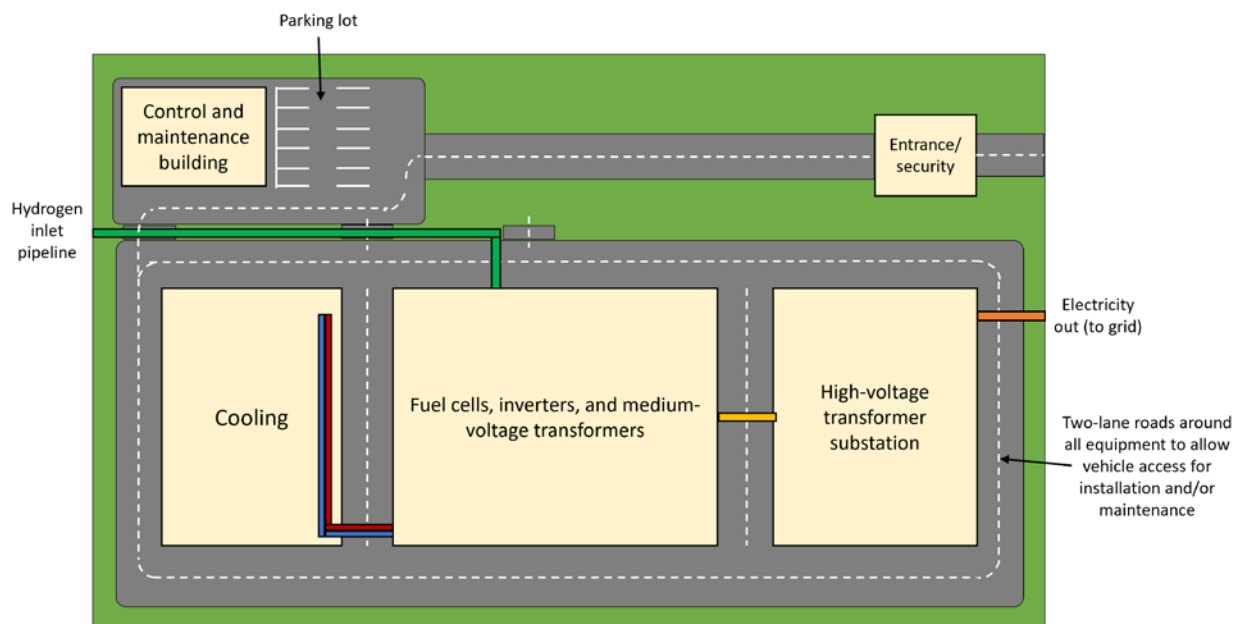 Parking lot
Control and
maintenance
building
Entrance/
security
Hydrogen
inlet
pipeline
Electricity
out (to grid)
Cooling
Fuel cells, inverters, and medium-
voltage transformers
High-voltage
transformer
substation
Two-lane roads around
all equipment to allow
vehicle access for
installation and/or
maintenance